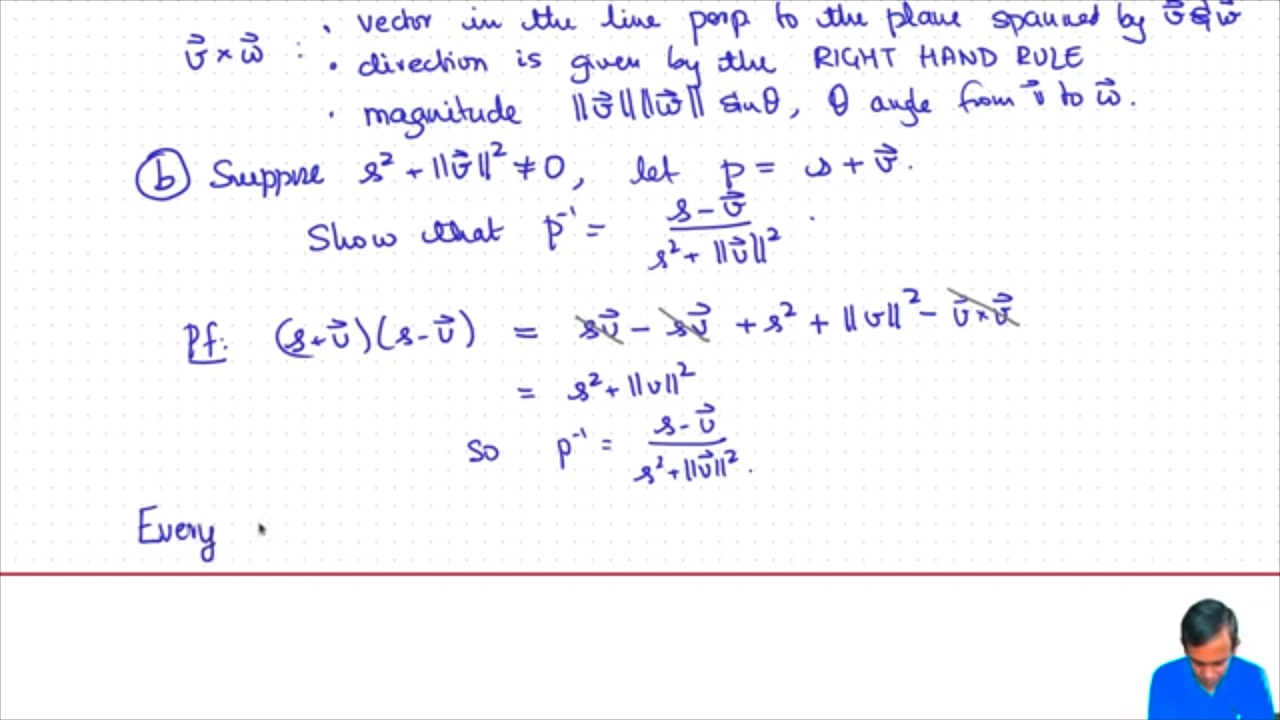 · vector in the line perp to the plane spanned by v⃗ & w⃗
v⃗ × w⃗ : · direction is given by the RIGHT HAND RULE
· magnitude ‖v⃗‖‖w⃗‖ sinθ, θ angle from v⃗ to w⃗.
(b) Suppose s² + ‖v⃗‖² ≠ 0, let p = s + v⃗.
Show that p⁻¹ = (s - v⃗)/(s² + ‖v⃗‖²).
Pf: (s+v⃗)(s-v⃗) = sv⃗ - sv⃗ + s² + ‖v‖² - v⃗×v⃗
= s² + ‖v‖²
so p⁻¹ = (s - v⃗)/(s² + ‖v⃗‖²).
Every